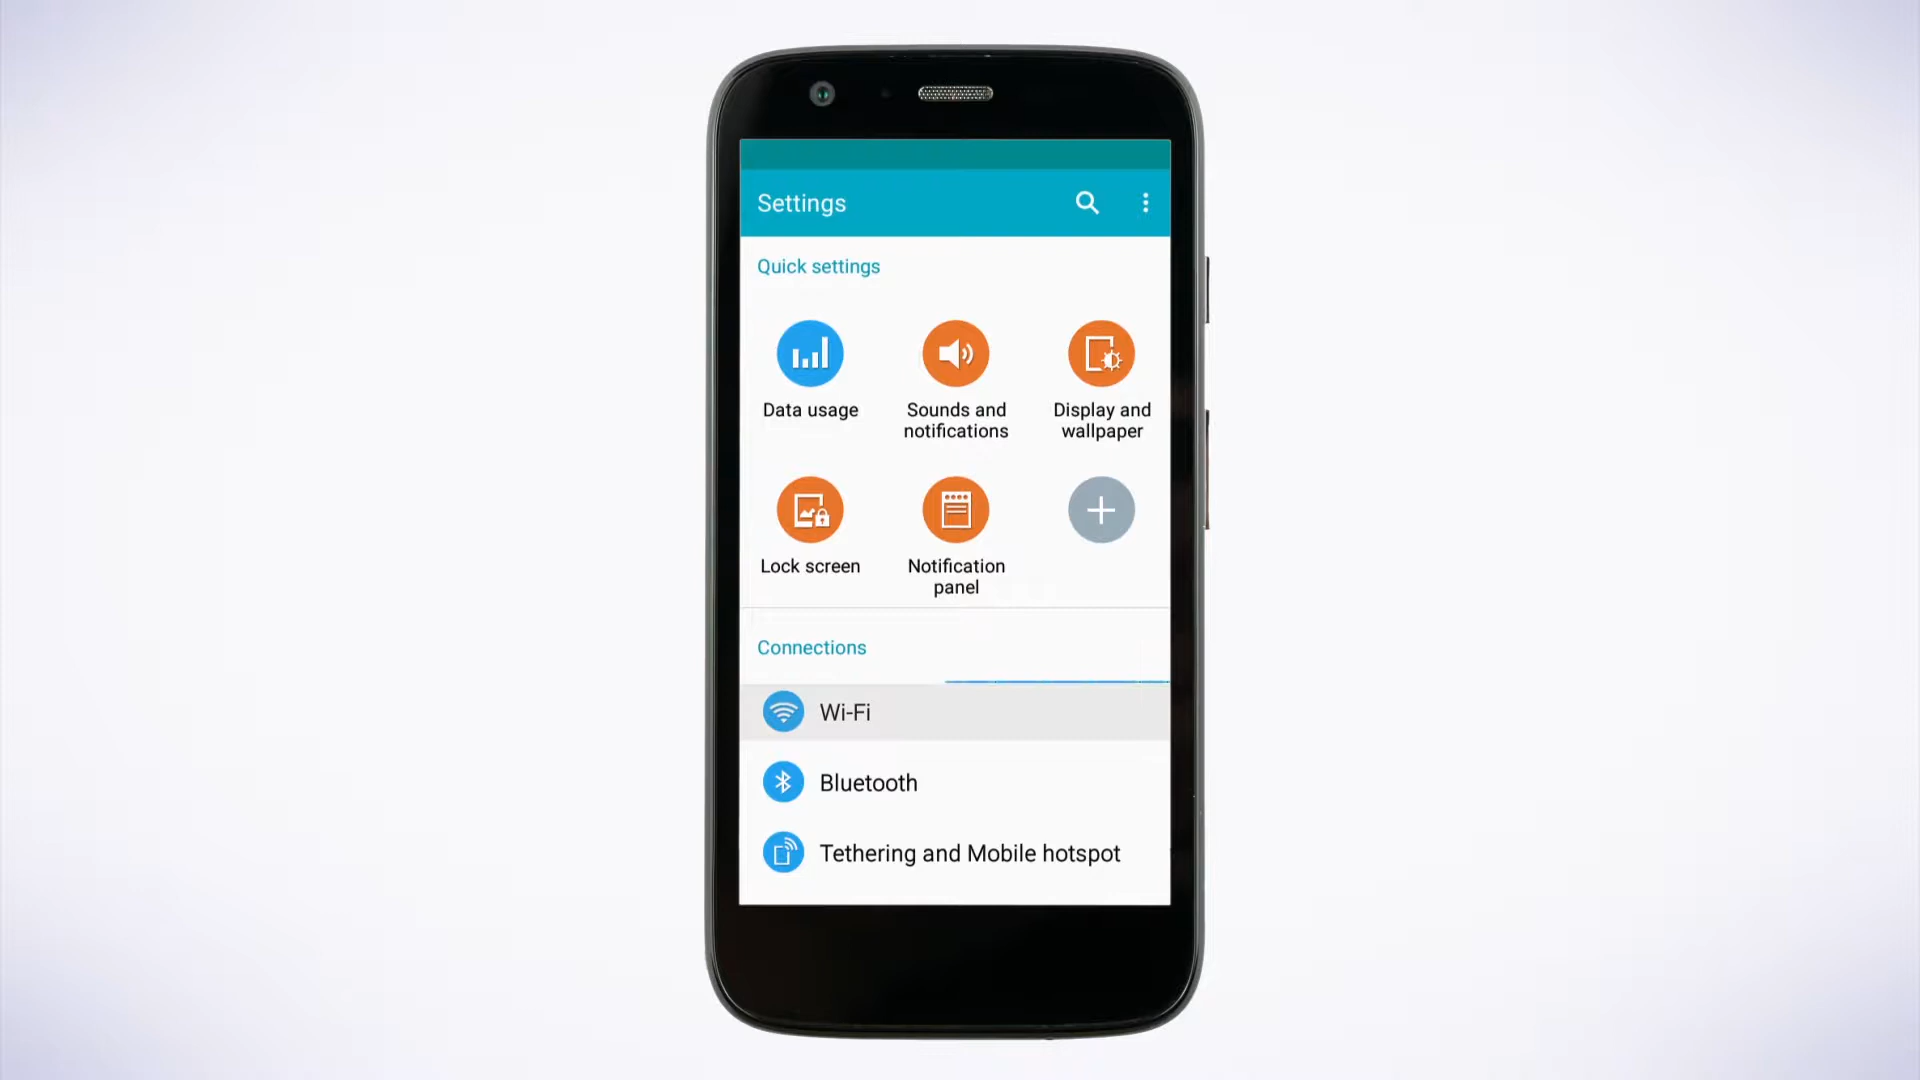 Settings
Quick settings
Data usage
Sounds and
notifications
Display and
wallpaper
Lock screen
Notification
panel
Connections
Wi-Fi
Bluetooth
Tethering and Mobile hotspot